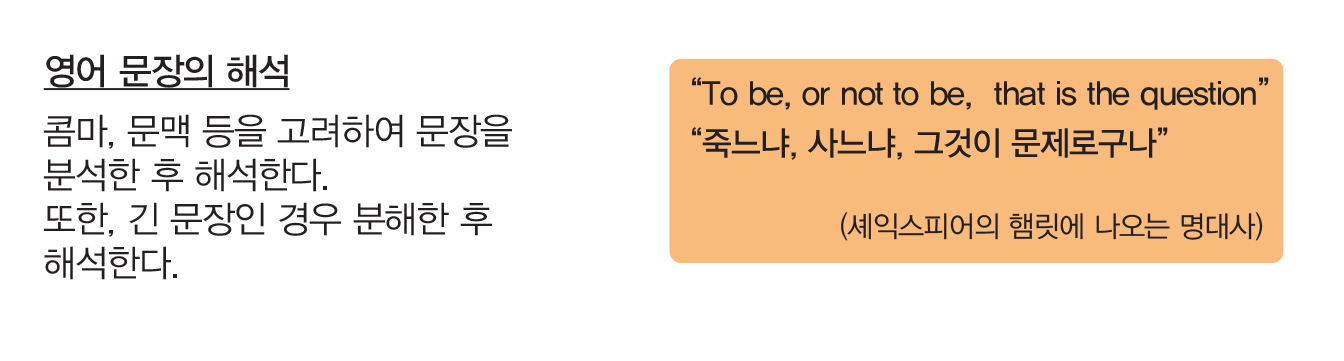 영어 문장의 해석
콤마, 문맥 등을 고려하여 문장을
분석한 후 해석한다.
또한, 긴 문장인 경우 분해한 후
해석한다.
“To be, or not to be,  that is the question”
“죽느냐, 사느냐, 그것이 문제로구나”
(셰익스피어의 햄릿에 나오는 명대사)